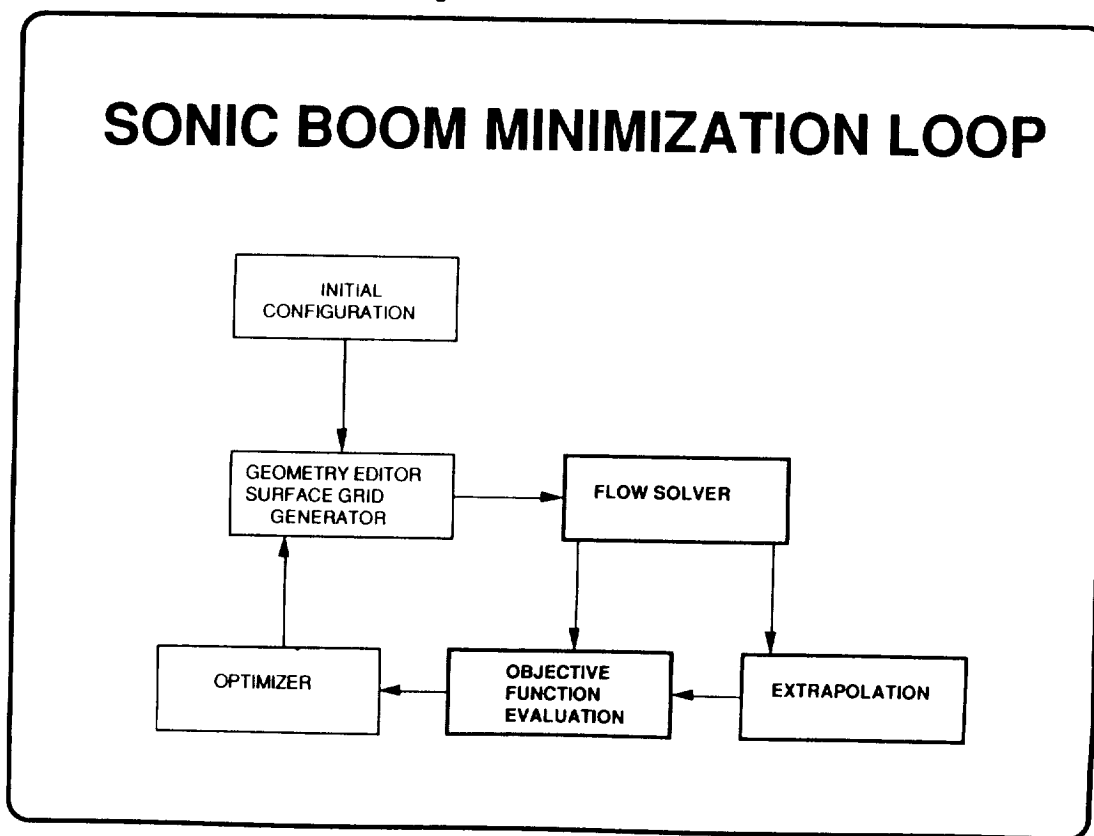 SONIC BOOM MINIMIZATION LOOP
INITIAL
CONFIGURATION
GEOMETRY EDITOR
SURFACE GRID
GENERATOR
FLOW SOLVER
OPTIMIZER
OBJECTIVE
FUNCTION
EVALUATION
EXTRAPOLATION